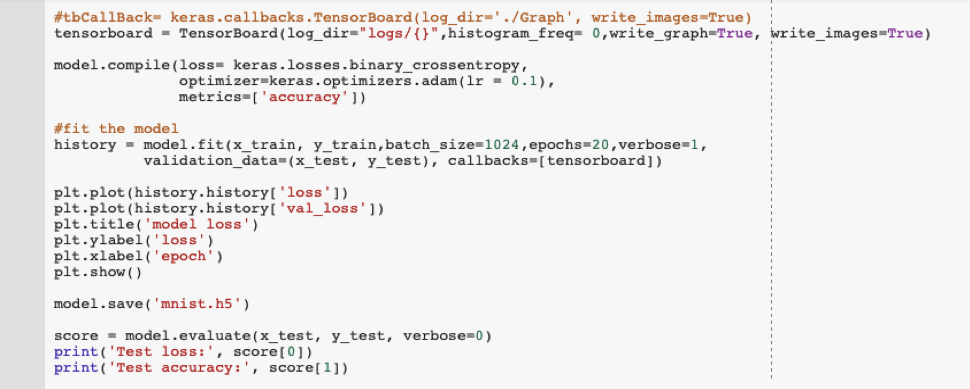 #tbCallBack= keras.callbacks.TensorBoard(log_dir='./Graph', write_images=True)
tensorboard = TensorBoard(log_dir="logs/{}",histogram_freq= 0,write_graph=True, write_images=True)
model.compile(loss= keras.losses.binary_crossentropy,
optimizer=keras.optimizers.adam(lr = 0.1),
metrics=['accuracy'])
#fit the model
history = model.fit(x_train, y_train,batch_size=1024,epochs=20,verbose=1,
validation_data=(x_test, y_test), callbacks=[tensorboard])
plt.plot(history.history['loss'])
plt.plot(history.history['val_loss'])
plt.title('model loss')
plt.ylabel('loss')
plt.xlabel('epoch')
plt.show()
model.save('mnist.h5')
score = model.evaluate(x_test, y_test, verbose=0)
print('Test loss:', score[0])
print('Test accuracy:', score[1])